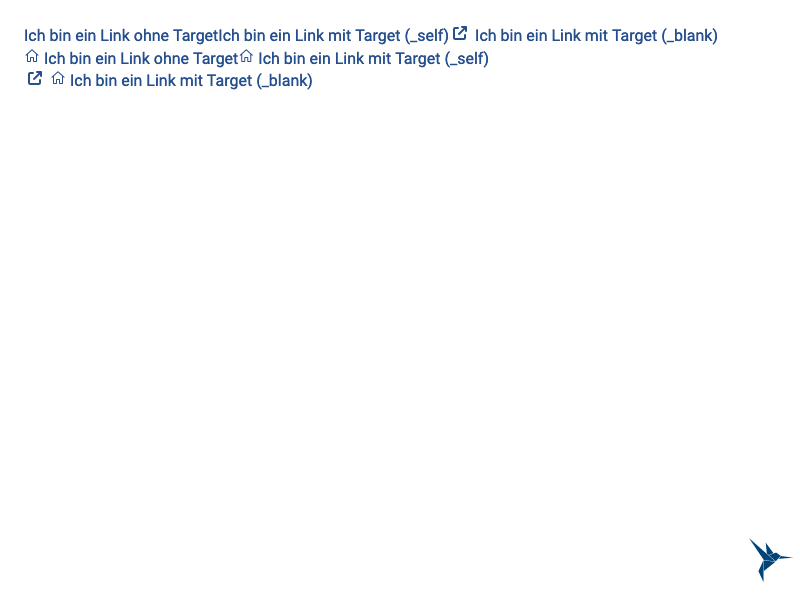 Ich bin ein Link ohne TargetIch bin ein Link mit Target (_self) Ich bin ein Link mit Target (_blank)
Ich bin ein Link ohne Target Ich bin ein Link mit Target (_self)
Ich bin ein Link mit Target (_blank)